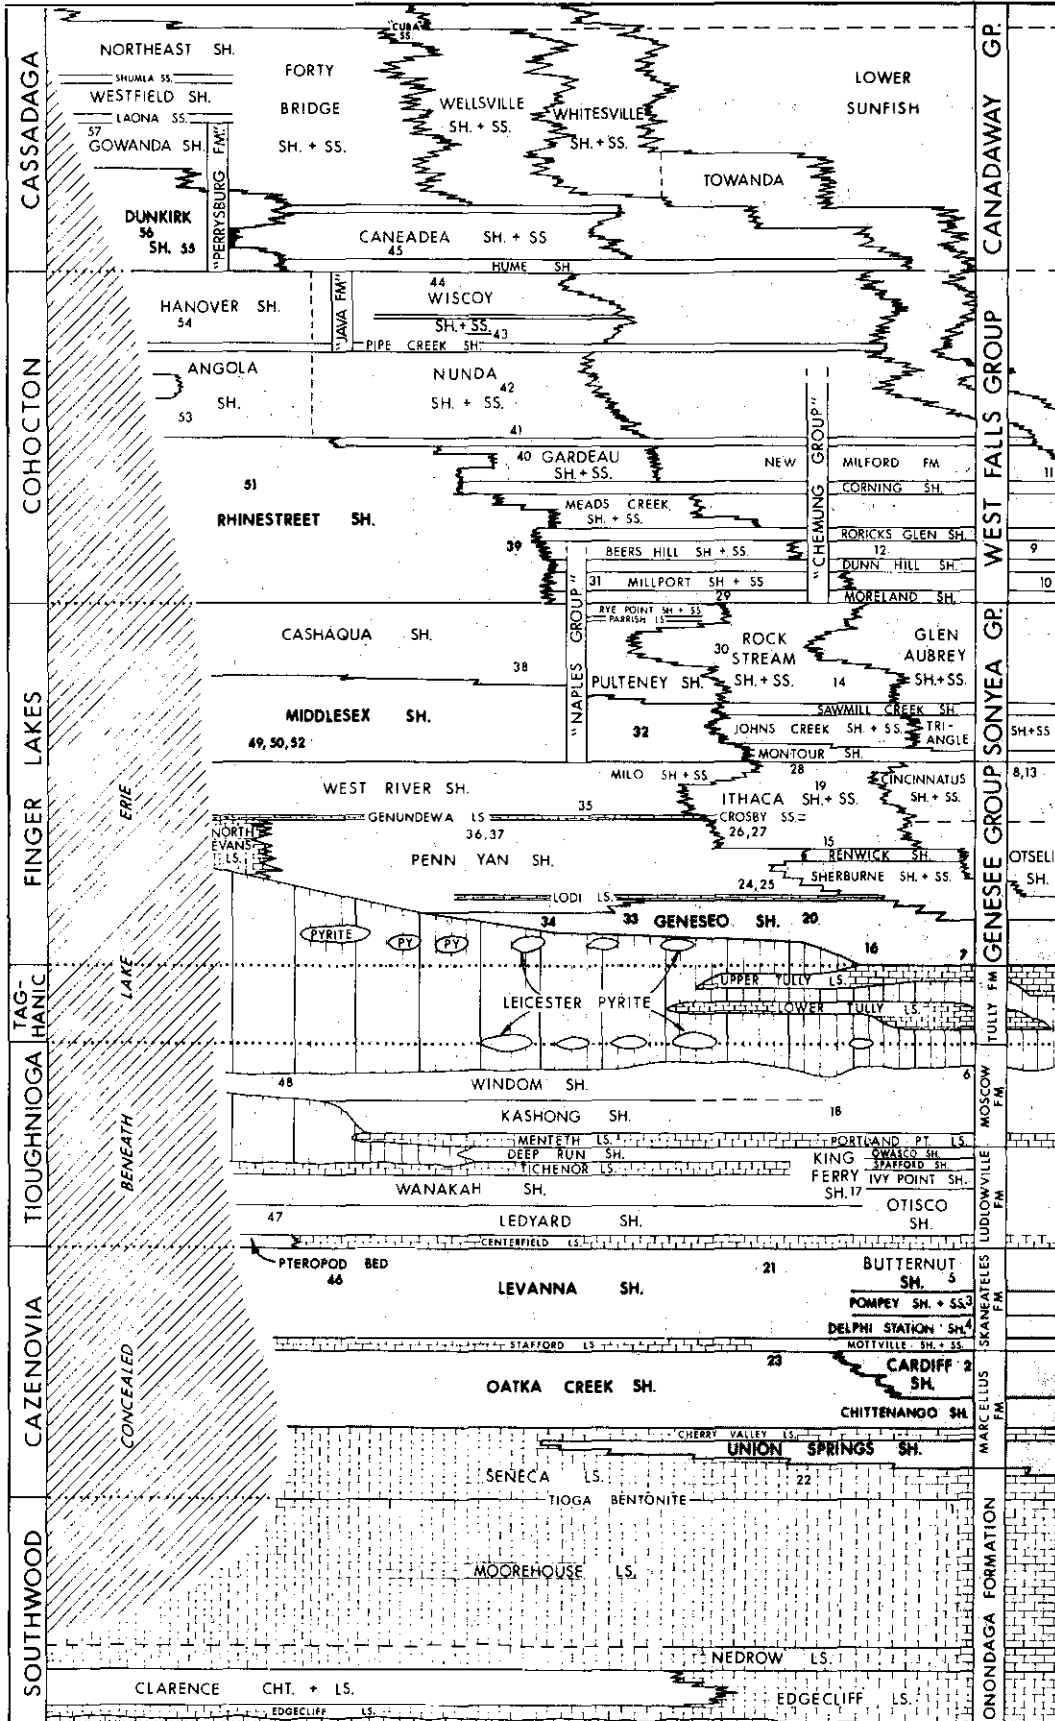 CASSADAGA
COHOCTON
FINGER LAKES
TAG-
HANIC
TIOUGHNIOGA
CAZENOVIA
SOUTHWOOD
ERIE
LAKE
BENEATH
CONCEALED
"CUBA"
SS.
NORTHEAST SH.
SHUMLA SS.
WESTFIELD SH.
LAONA SS.
57
GOWANDA SH.
"PERRYSBURG FM"
FORTY
BRIDGE
SH. + SS.
WELLSVILLE
SH. + SS.
WHITESVILLE
SH. + SS.
LOWER
SUNFISH
TOWANDA
DUNKIRK
56
SH. 55
CANEADEA SH. + SS
45
HUME SH.
CANADAWAY GP.
HANOVER SH.
54
"JAVA FM"
44
WISCOY
SH. + SS.
43
PIPE CREEK SH.
ANGOLA
SH.
53
NUNDA
42
SH. + SS.
41
40 GARDEAU
SH. + SS.
NEW MILFORD FM
11
CORNING SH.
51
RHINESTREET SH.
MEADS CREEK
SH. + SS.
"CHEMUNG GROUP"
RORICKS GLEN SH.
39
BEERS HILL SH + SS.
12
9
DUNN HILL SH.
31 MILLPORT SH + SS
10
29
MORELAND SH.
WEST FALLS GROUP
"NAPLES GROUP"
RYE POINT SH + SS
PARRISH LS
CASHAQUA SH.
38
30 ROCK
STREAM
SH. + SS.
GLEN
AUBREY
SH. + SS.
PULTENEY SH.
14
SAWMILL CREEK SH.
MIDDLESEX SH.
49, 50, 52
32
JOHNS CREEK SH. + SS.
TRI-
ANGLE
SH+SS
MONTOUR SH.
SONYEA GP.
MILO SH + SS
28
WEST RIVER SH.
19
ITHACA SH. + SS.
CINCINNATUS
SH. + SS.
8,13
35
GENUNDEWA LS
CROSBY SS.
26,27
NORTH
EVANS
LS.
36,37
PENN YAN SH.
15
RENWICK SH.
SHERBURNE SH. + SS.
24, 25
OTSELI
SH.
LODI LS.
34 33 GENESEO SH. 20
16
7
GENESEE GROUP
PYRITE
PY
PY
LEICESTER PYRITE
UPPER TULLY LS.
LOWER TULLY LS.
TULLY FM
48
WINDOM SH.
6
KASHONG SH.
18
MENTETH LS.
PORTLAND PT. LS.
MOSCOW
FM
DEEP RUN SH.
TICHENOR LS.
WANAKAH SH.
KING
FERRY
SH. 17
OWASCO SH.
SPAFFORD SH.
IVY POINT SH.
OTISCO
SH.
47
LEDYARD SH.
CENTERFIELD LS.
LUDLOWVILLE
FM
PTEROPOD BED
46
LEVANNA SH.
21
BUTTERNUT
SH. 5
POMPEY SH. + SS. 3
DELPHI STATION SH. 4
STAFFORD LS
MOTTVILLE SH. + SS.
SKANEATELES
FM
23
OATKA CREEK SH.
CARDIFF 2
SH.
CHITTENANGO SH.
CHERRY VALLEY LS.
UNION SPRINGS SH.
MARCELLUS
FM
SENECA LS.
22
TIOGA BENTONITE
1
MOOREHOUSE LS.
NEDROW LS.
CLARENCE CHT. + LS.
EDGECLIFF LS.
EDGECLIFF LS.
ONONDAGA FORMATION